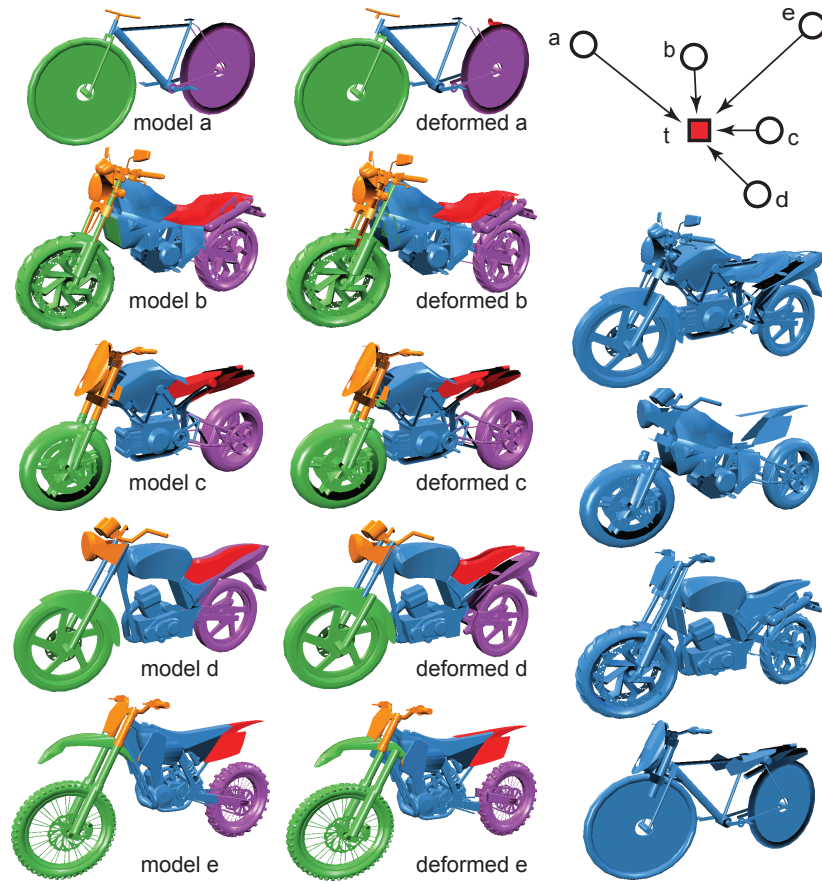 model a
deformed a
a
b
e
t
c
d
model b
deformed b
model c
deformed c
model d
deformed d
model e
deformed e